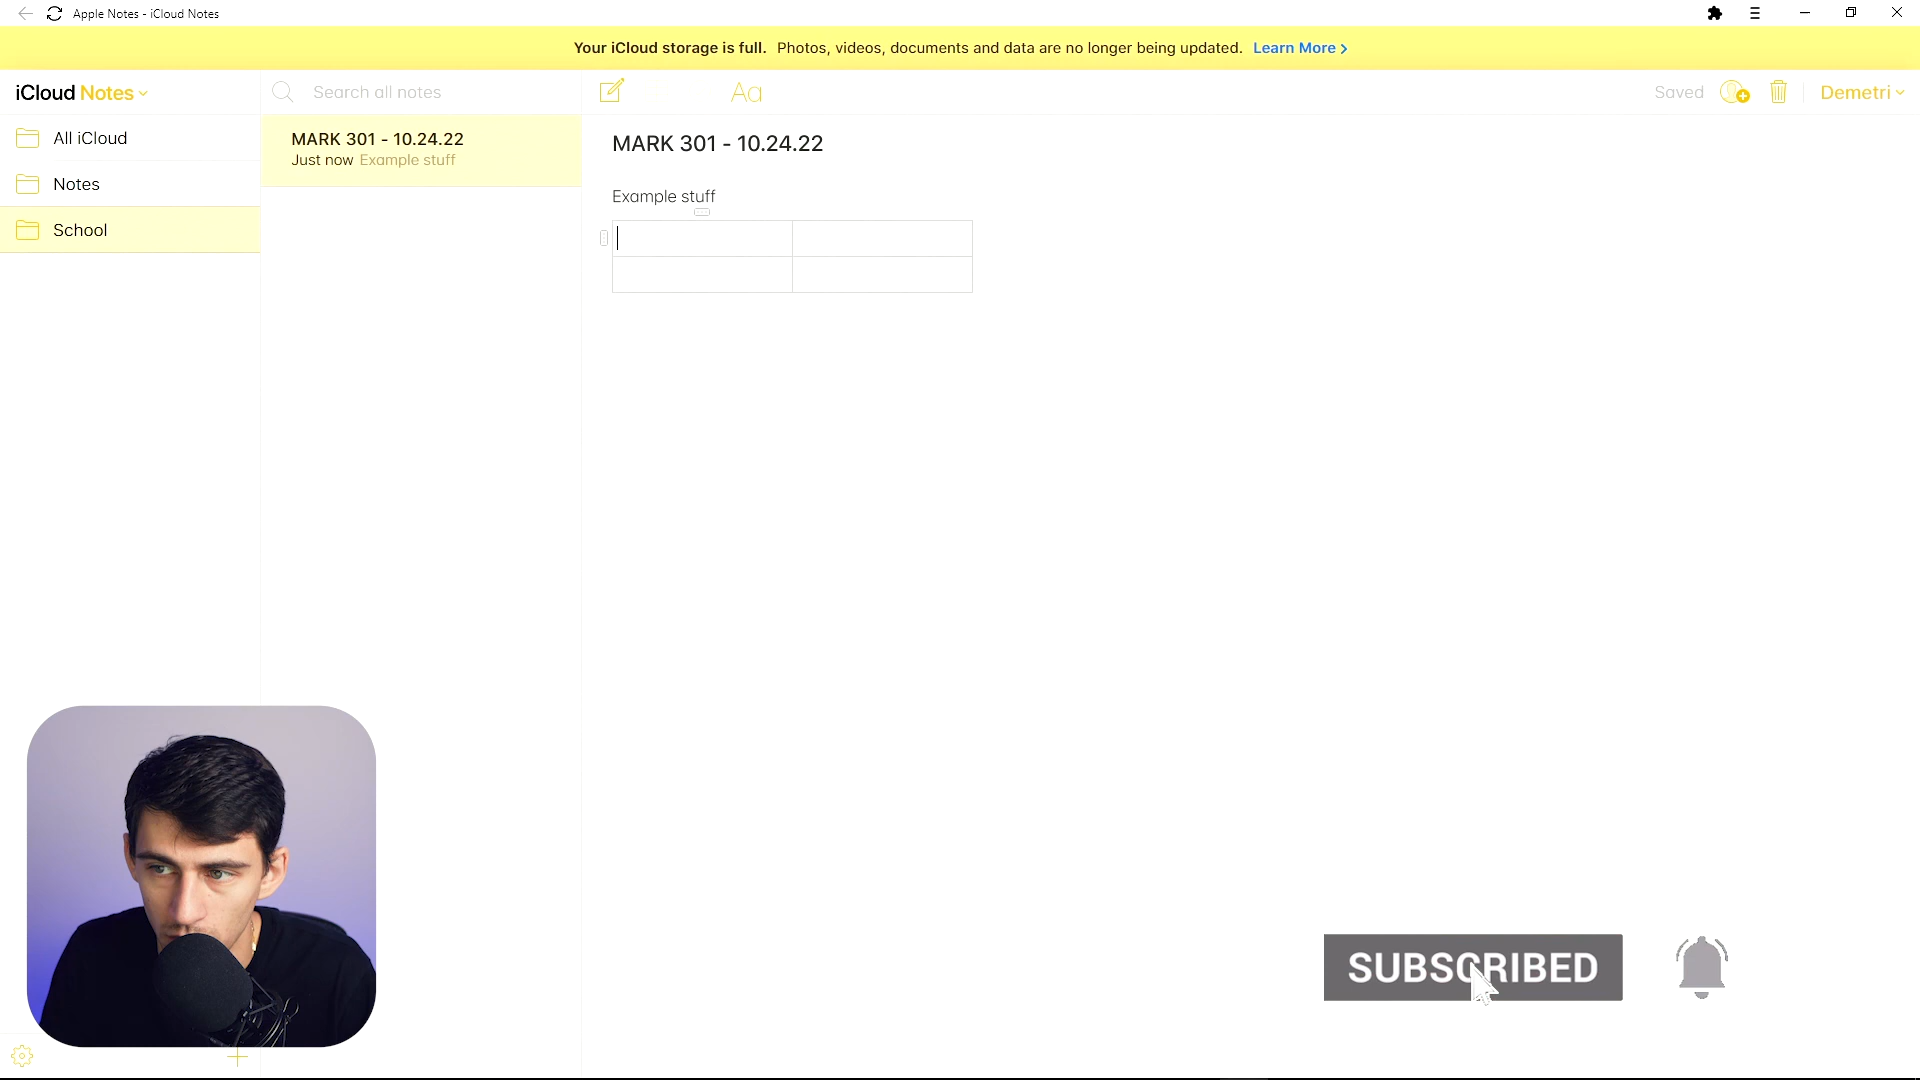 Apple Notes - iCloud Notes
Your iCloud storage is full. Photos, videos, documents and data are no longer being updated. Learn More >
iCloud Notes
Search all notes
Aa
Saved
Demetri
All iCloud
Notes
School
MARK 301 - 10.24.22
Just now Example stuff
MARK 301 - 10.24.22
Example stuff
SUBSCRIBED